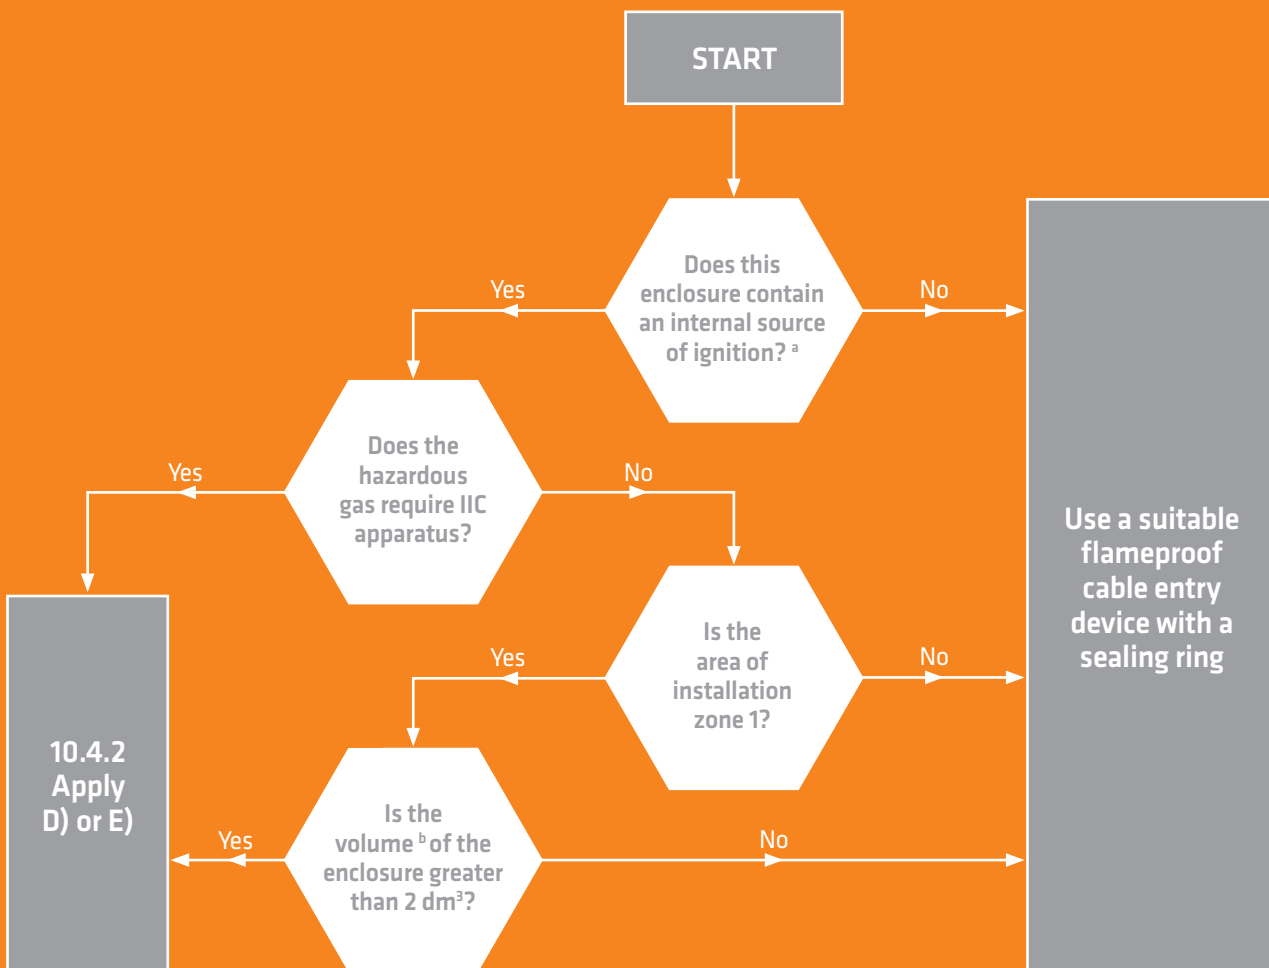 START
Does this
enclosure contain
an internal source
of ignition? ᵃ
Yes
No
Does the
hazardous
gas require IIC
apparatus?
Yes
No
Use a suitable
flameproof
cable entry
device with a
sealing ring
Is the
area of
installation
zone 1?
Yes
No
10.4.2
Apply
D) or E)
Is the
volume ᵇ of the
enclosure greater
than 2 dm³?
Yes
No